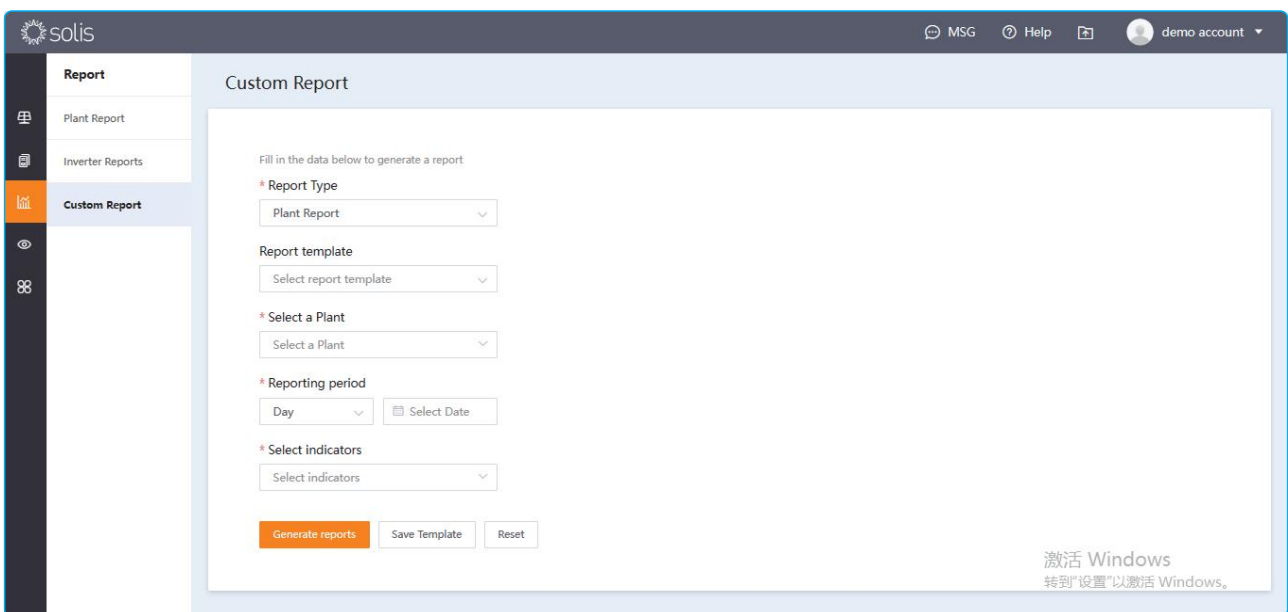 solis
MSG
Help
demo account
Report
Plant Report
Inverter Reports
Custom Report
Custom Report
Fill in the data below to generate a report
* Report Type
Plant Report
Report template
Select report template
* Select a Plant
Select a Plant
* Reporting period
Day
Select Date
* Select indicators
Select indicators
Generate reports
Save Template
Reset
激活 Windows
转到"设置"以激活 Windows。